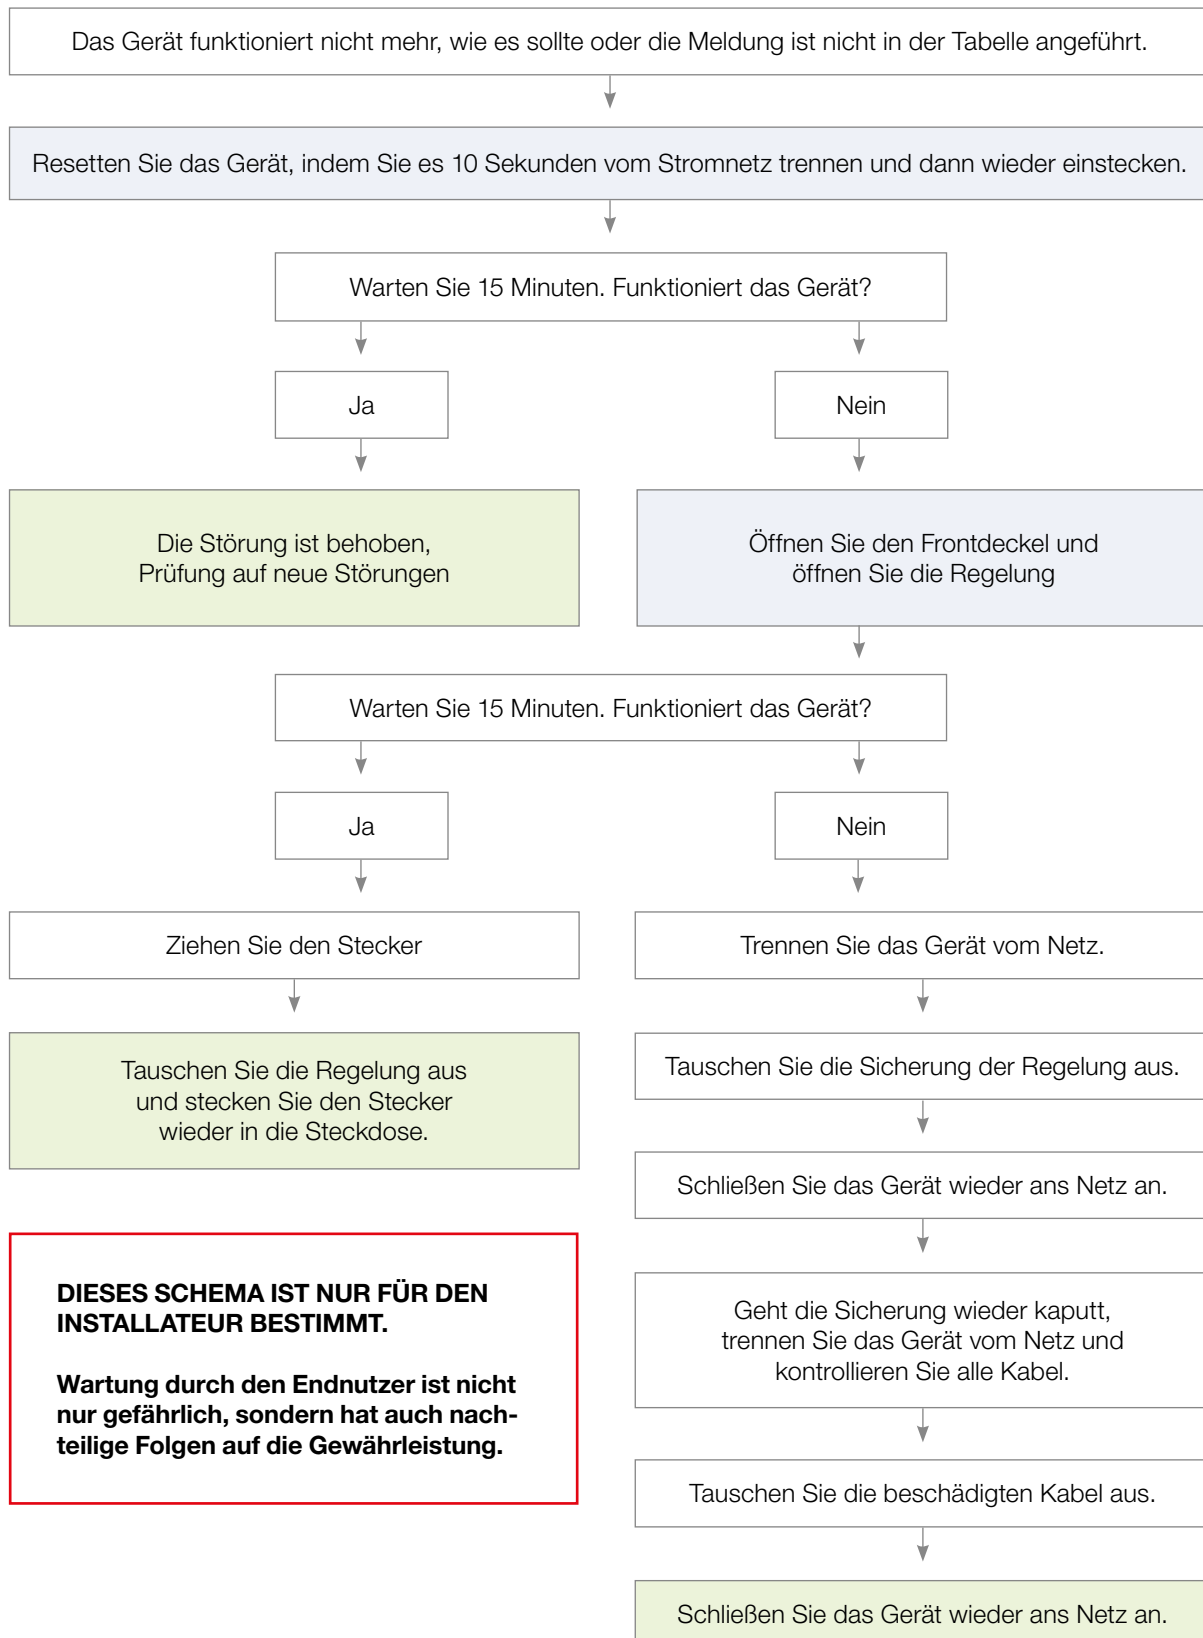 Das Gerät funktioniert nicht mehr, wie es sollte oder die Meldung ist nicht in der Tabelle angeführt.
Resetten Sie das Gerät, indem Sie es 10 Sekunden vom Stromnetz trennen und dann wieder einstecken.
Warten Sie 15 Minuten. Funktioniert das Gerät?
Ja
Nein
Die Störung ist behoben,
Prüfung auf neue Störungen
Öffnen Sie den Frontdeckel und
öffnen Sie die Regelung
Warten Sie 15 Minuten. Funktioniert das Gerät?
Ja
Nein
Ziehen Sie den Stecker
Tauschen Sie die Regelung aus
und stecken Sie den Stecker
wieder in die Steckdose.
Trennen Sie das Gerät vom Netz.
Tauschen Sie die Sicherung der Regelung aus.
Schließen Sie das Gerät wieder ans Netz an.
Geht die Sicherung wieder kaputt,
trennen Sie das Gerät vom Netz und
kontrollieren Sie alle Kabel.
Tauschen Sie die beschädigten Kabel aus.
Schließen Sie das Gerät wieder ans Netz an.
DIESES SCHEMA IST NUR FÜR DEN
INSTALLATEUR BESTIMMT.
Wartung durch den Endnutzer ist nicht
nur gefährlich, sondern hat auch nach-
teilige Folgen auf die Gewährleistung.